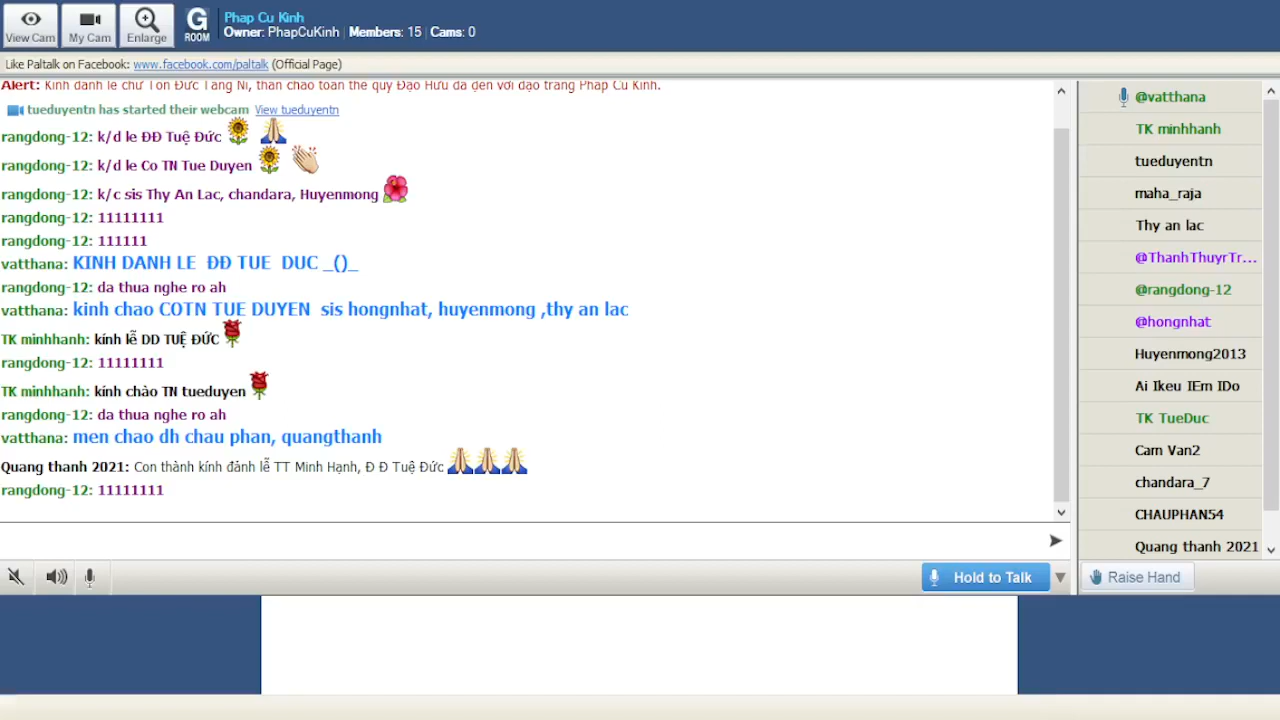 View Cam
My Cam
Enlarge
G
ROOM
Phap Cu Kinh
Owner: PhapCuKinh | Members: 15 | Cams: 0
Like Paltalk on Facebook: www.facebook.com/paltalk (Official Page)
Alert: Kinh danh le chu Ton Duc Tang Ni, than chao toan the quy Dao Huu da den voi dao trang Phap Cu Kinh.
tueduyentn has started their webcam View tueduyentn
rangdong-12: k/d le ĐĐ Tuệ Đức
rangdong-12: k/d le Co TN Tue Duyen
rangdong-12: k/c sis Thy An Lac, chandara, Huyenmong
rangdong-12: 11111111
rangdong-12: 111111
vatthana: KINH DANH LE ĐĐ TUE DUC _()_
rangdong-12: da thua nghe ro ah
vatthana: kinh chao COTN TUE DUYEN sis hongnhat, huyenmong ,thy an lac
TK minhhanh: kính lễ DD TUỆ ĐỨC
rangdong-12: 11111111
TK minhhanh: kính chào TN tueduyen
rangdong-12: da thua nghe ro ah
vatthana: men chao dh chau phan, quangthanh
Quang thanh 2021: Con thành kính đảnh lễ TT Minh Hạnh, Đ Đ Tuệ Đức
rangdong-12: 11111111
@vatthana
TK minhhanh
tueduyentn
maha_raja
Thy an lac
@ThanhThuyrTr...
@rangdong-12
@hongnhat
Huyenmong2013
Ai Ikeu IEm IDo
TK TueDuc
Cam Van2
chandara_7
CHAUPHAN54
Quang thanh 2021
Hold to Talk
Raise Hand